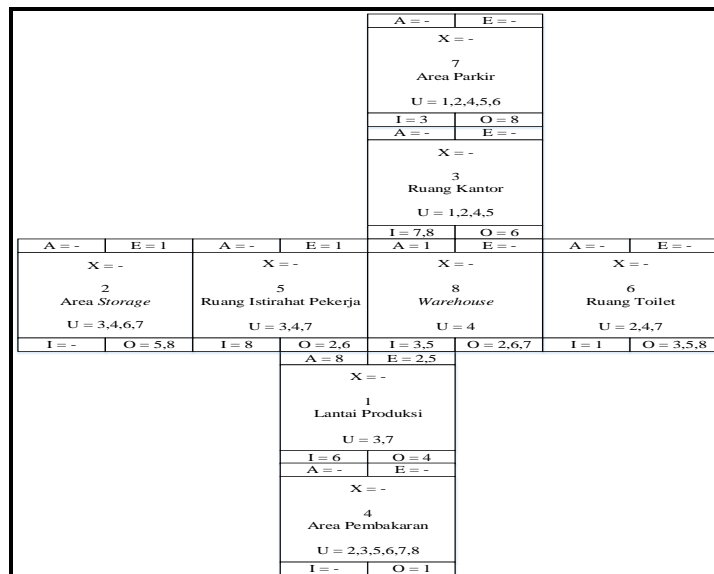 A = - E = -
X = -
7
Area Parkir
U = 1,2,4,5,6
I = 3 O = 8
A = - E = -
X = -
3
Ruang Kantor
U = 1,2,4,5
I = 7,8 O = 6
A = - E = 1 A = - E = 1 A = 1 E = - A = - E = -
X = - X = - X = - X = -
2 5 8 6
Area Storage Ruang Istirahat Pekerja Warehouse Ruang Toilet
U = 3,4,6,7 U = 3,4,7 U = 4 U = 2,4,7
I = - O = 5,8 I = 8 O = 2,6 I = 3,5 O = 2,6,7 I = 1 O = 3,5,8
A = 8 E = 2,5
X = -
1
Lantai Produksi
U = 3,7
I = 6 O = 4
A = - E = -
X = -
4
Area Pembakaran
U = 2,3,5,6,7,8
I = - O = 1